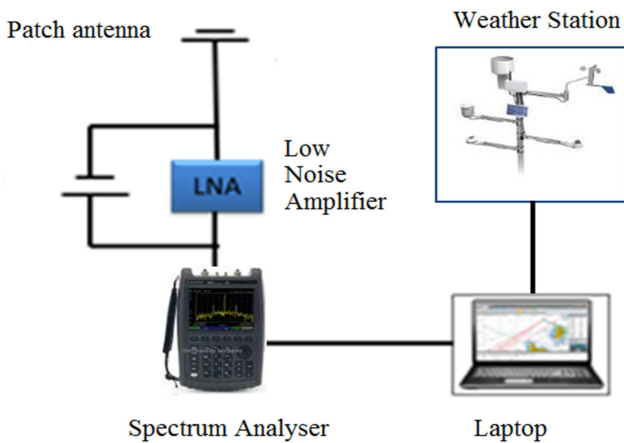 Weather Station
Patch antenna
Low
Noise
Amplifier
LNA
Spectrum Analyser
Laptop